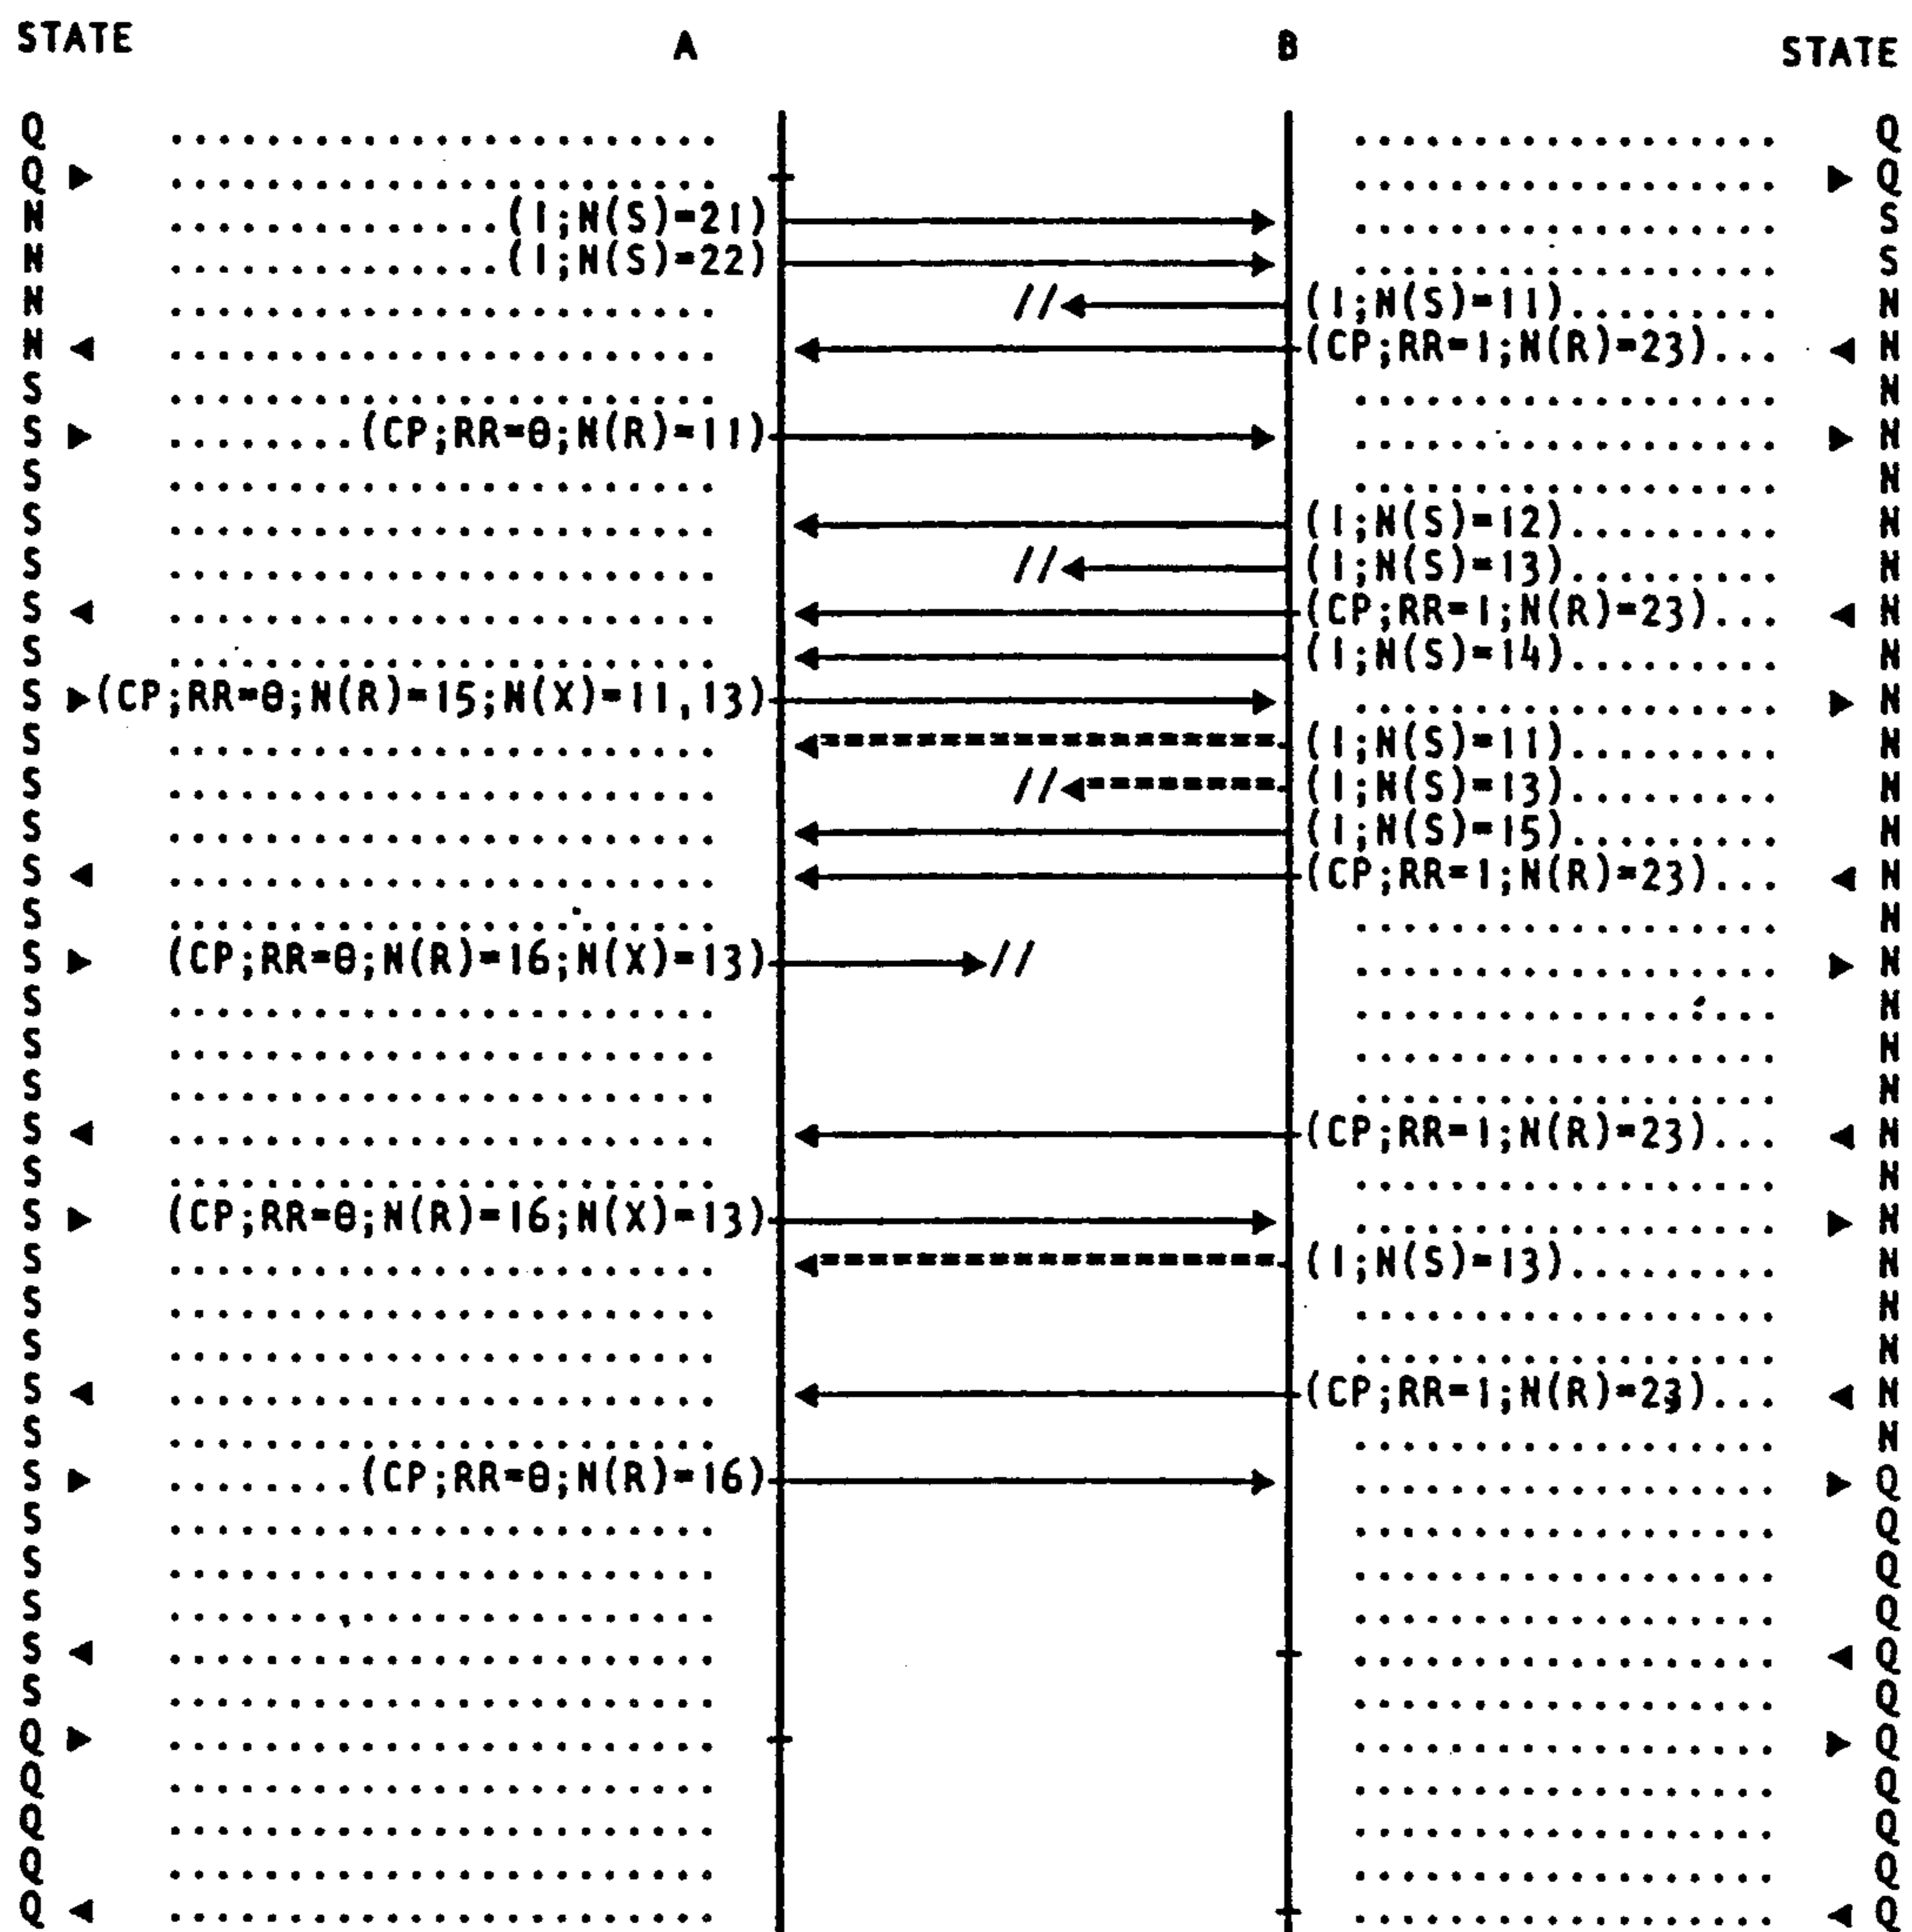 STATE A B STATE
Q Q
Q Q
N (I;N(S)=21) S
N (I;N(S)=22) S
N // (I;N(S)=11) N
N (CP;RR=1;N(R)=23) N
S N
S (CP;RR=0;N(R)=11) N
S N
S (I;N(S)=12) N
S // (I;N(S)=13) N
S (CP;RR=1;N(R)=23) N
S (I;N(S)=14) N
S (CP;RR=0;N(R)=15;N(X)=11,13) N
S (I;N(S)=11) N
S // (I;N(S)=13) N
S (I;N(S)=15) N
S (CP;RR=1;N(R)=23) N
S N
S (CP;RR=0;N(R)=16;N(X)=13) // N
S N
S N
S N
S (CP;RR=1;N(R)=23) N
S N
S (CP;RR=0;N(R)=16;N(X)=13) N
S (I;N(S)=13) N
S N
S N
S (CP;RR=1;N(R)=23) N
S N
S (CP;RR=0;N(R)=16) Q
S Q
S Q
S Q
S Q
S Q
Q Q
Q Q
Q Q
Q Q
Q Q